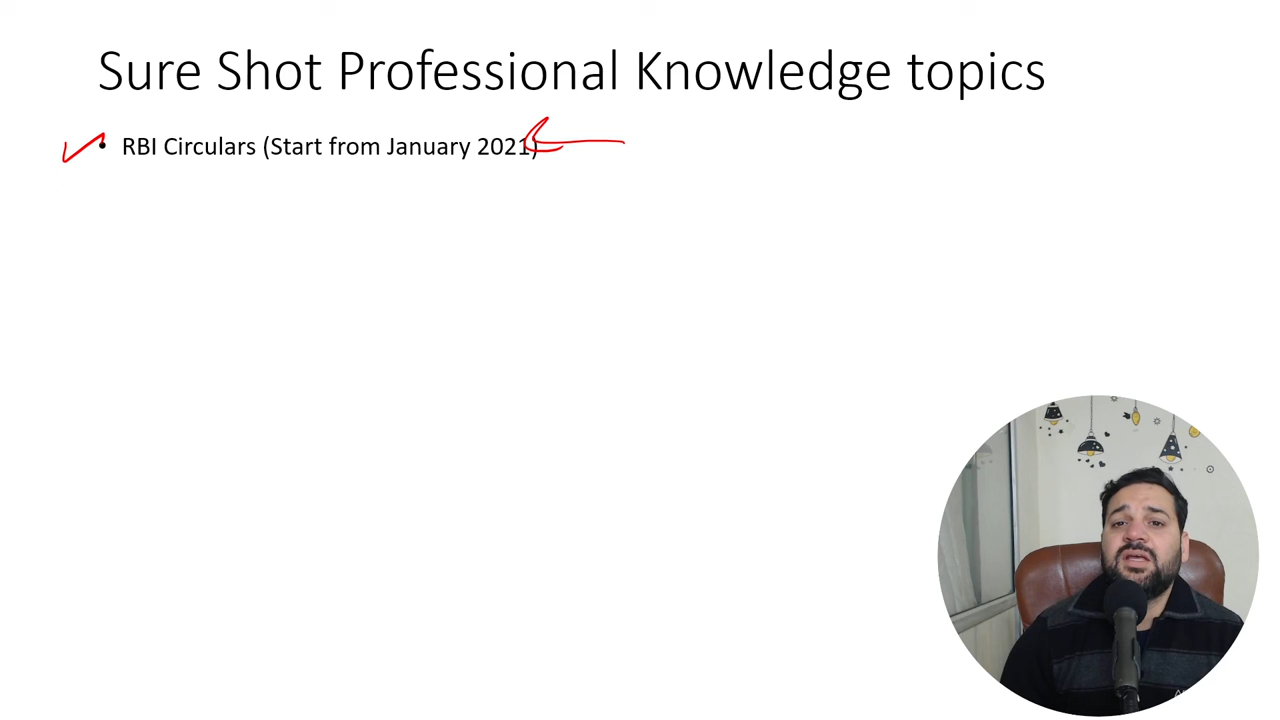 Sure Shot Professional Knowledge topics
• RBI Circulars (Start from January 2021)